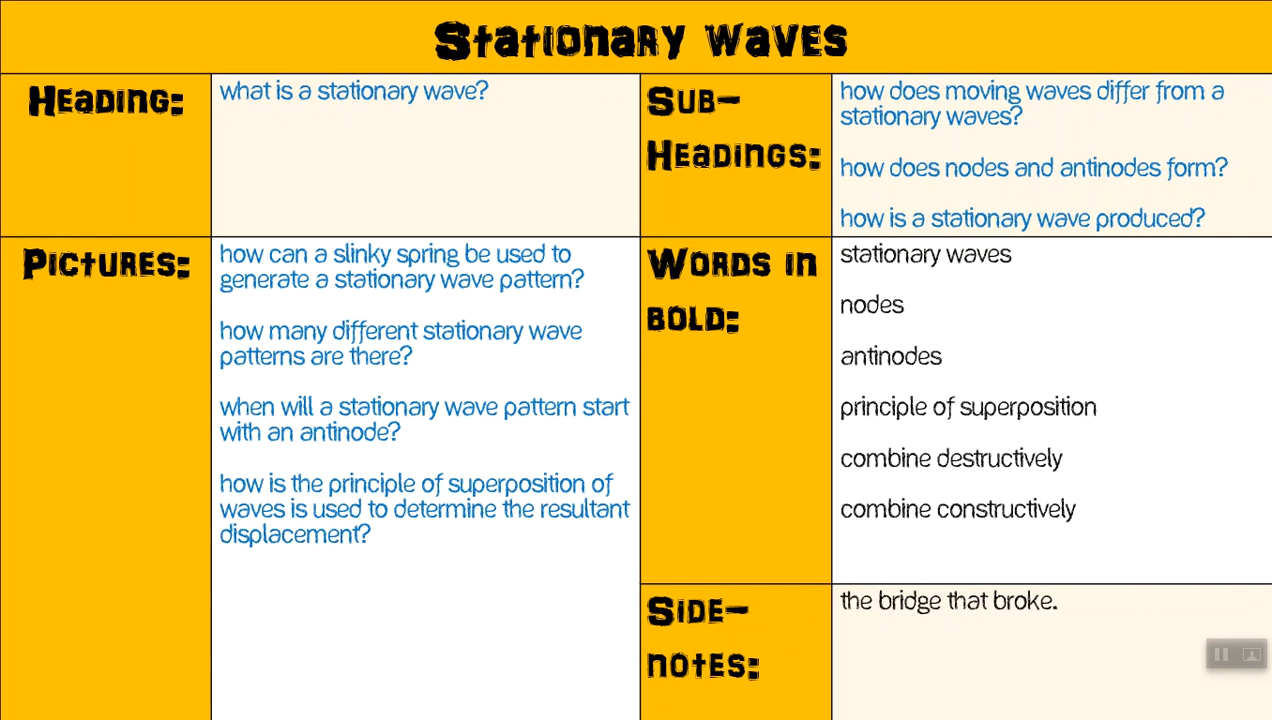 Stationary Waves
Heading:
what is a stationary wave?
Sub-
Headings:
how does moving waves differ from a
stationary waves?
how does nodes and antinodes form?
how is a stationary wave produced?
Pictures:
how can a slinky spring be used to
generate a stationary wave pattern?
how many different stationary wave
patterns are there?
when will a stationary wave pattern start
with an antinode?
how is the principle of superposition of
waves is used to determine the resultant
displacement?
Words in
bold:
stationary waves
nodes
antinodes
principle of superposition
combine destructively
combine constructively
Side-
notes:
the bridge that broke.